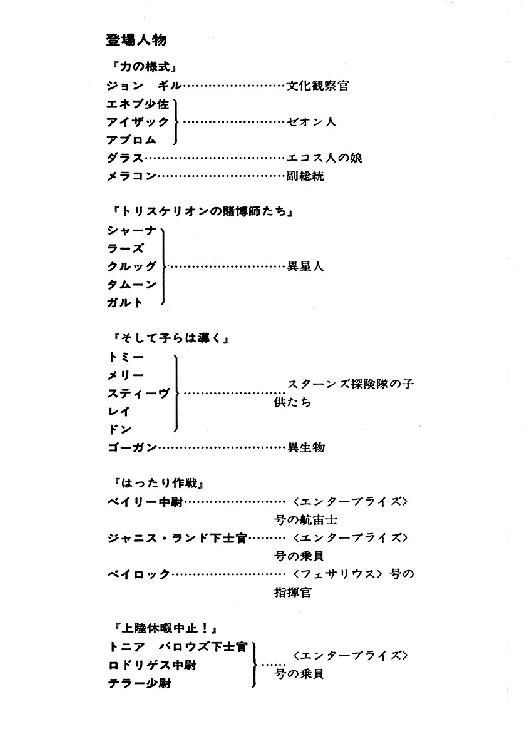 登場人物
『力の様式』
ジョン　ギル……………………文化観察官
エネブ少佐
アイザック……………………ゼオン人
アブロム
ダラス……………………エコス人の娘
メラコン……………………副総統
『トリスケリオンの賭博師たち』
シャーナ
ラーズ
クルッグ……………………異星人
タムーン
ガルト
『そして子らは導く』
トミー
メリー
スティーヴ……………………スターンズ探険隊の子
供たち
レイ
ドン
ゴーガン……………………異生物
『はったり作戦』
ベイリー中尉……………………〈エンタープライズ〉
号の航宙士
ジャニス・ランド下士官………〈エンタープライズ〉
号の乗員
ベイロック……………………〈フェサリウス〉号の
指揮官
『上陸休暇中止！』
トニア　バロウズ下士官
ロドリゲス中尉……〈エンタープライズ〉
号の乗員
テラー少尉